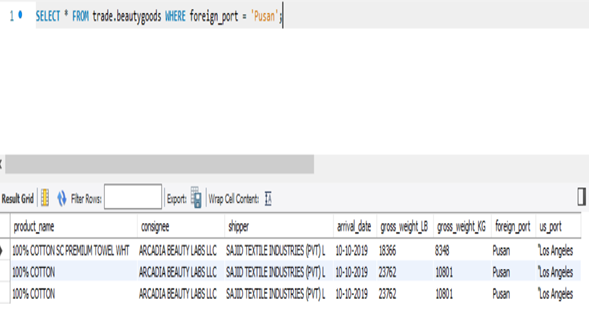 1 SELECT * FROM trade.beautygoods WHERE foreign_port = 'Pusan';
Result Grid Filter Rows: Export: Wrap Cell Content:
product_name consignee shipper arrival_date gross_weight_LB gross_weight_KG foreign_port us_port
100% COTTON SC PREMIUM TOWEL WHT ARCADIA BEAUTY LABS LLC SAJID TEXTILE INDUSTRIES (PVT) L 10-10-2019 18366 8348 Pusan "Los Angeles
100% COTTON ARCADIA BEAUTY LABS LLC SAJID TEXTILE INDUSTRIES (PVT) L 10-10-2019 23762 10801 Pusan "Los Angeles
100% COTTON ARCADIA BEAUTY LABS LLC SAJID TEXTILE INDUSTRIES (PVT) L 10-10-2019 23762 10801 Pusan "Los Angeles